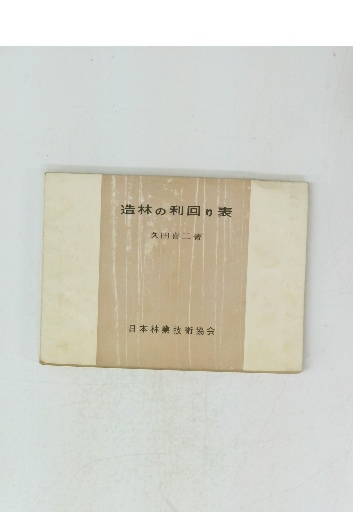 造林の利回り表
久田喜二著
日本林業技術協会